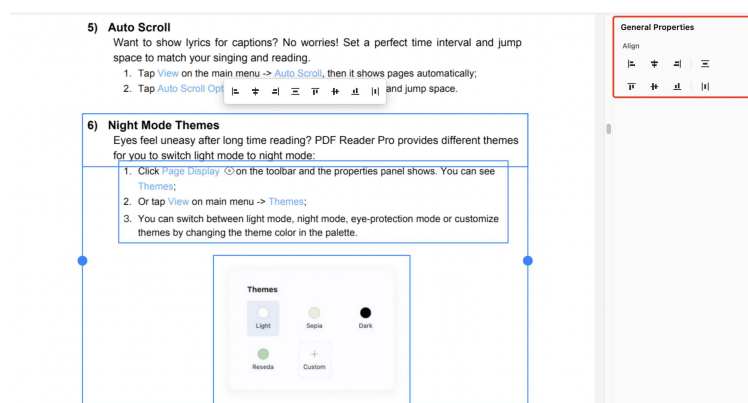 5) Auto Scroll
Want to show lyrics for captions? No worries! Set a perfect time interval and jump
space to match your singing and reading.
1. Tap View on the main menu -> Auto Scroll, then it shows pages automatically;
2. Tap Auto Scroll Opt and jump space.
6) Night Mode Themes
Eyes feel uneasy after long time reading? PDF Reader Pro provides different themes
for you to switch light mode to night mode:
1. Click Page Display on the toolbar and the properties panel shows. You can see
Themes;
2. Or tap View on main menu -> Themes;
3. You can switch between light mode, night mode, eye-protection mode or customize
themes by changing the theme color in the palette.
Themes
Light Sepia Dark
Reseda Custom
General Properties
Align